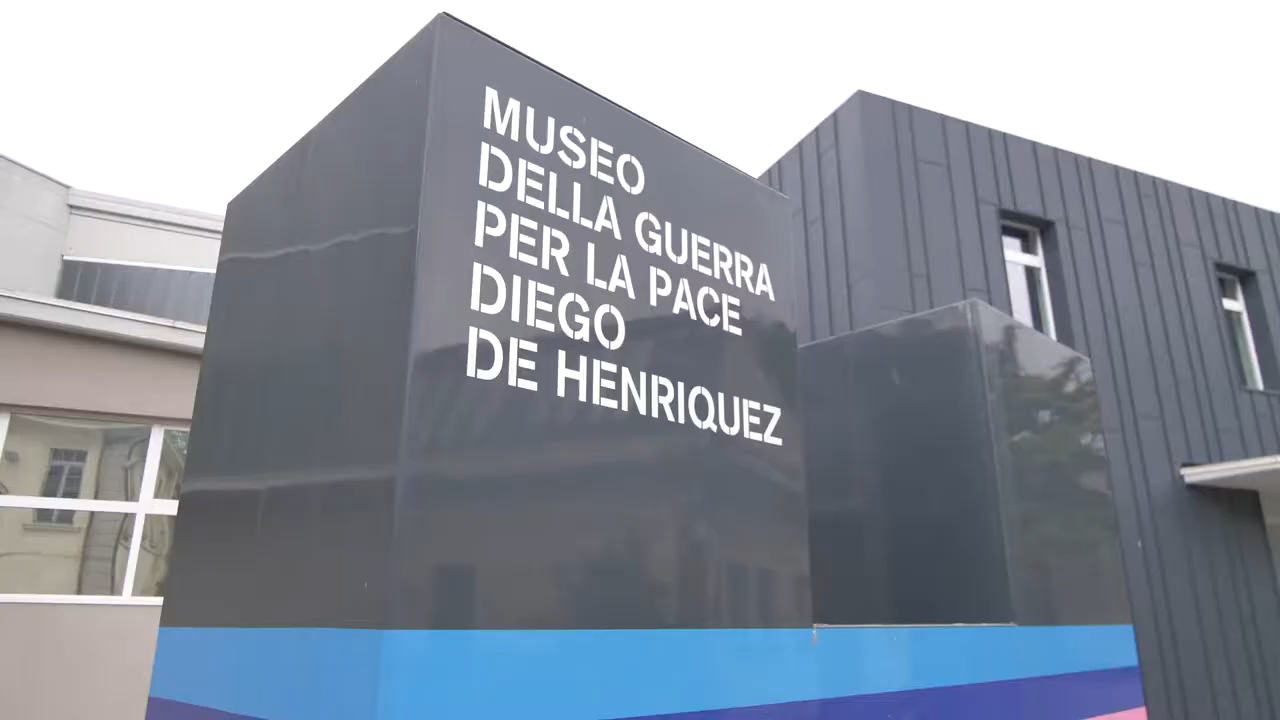 MUSEO
DELLA GUERRA
PER LA PACE
DIEGO
DE HENRIQUEZ